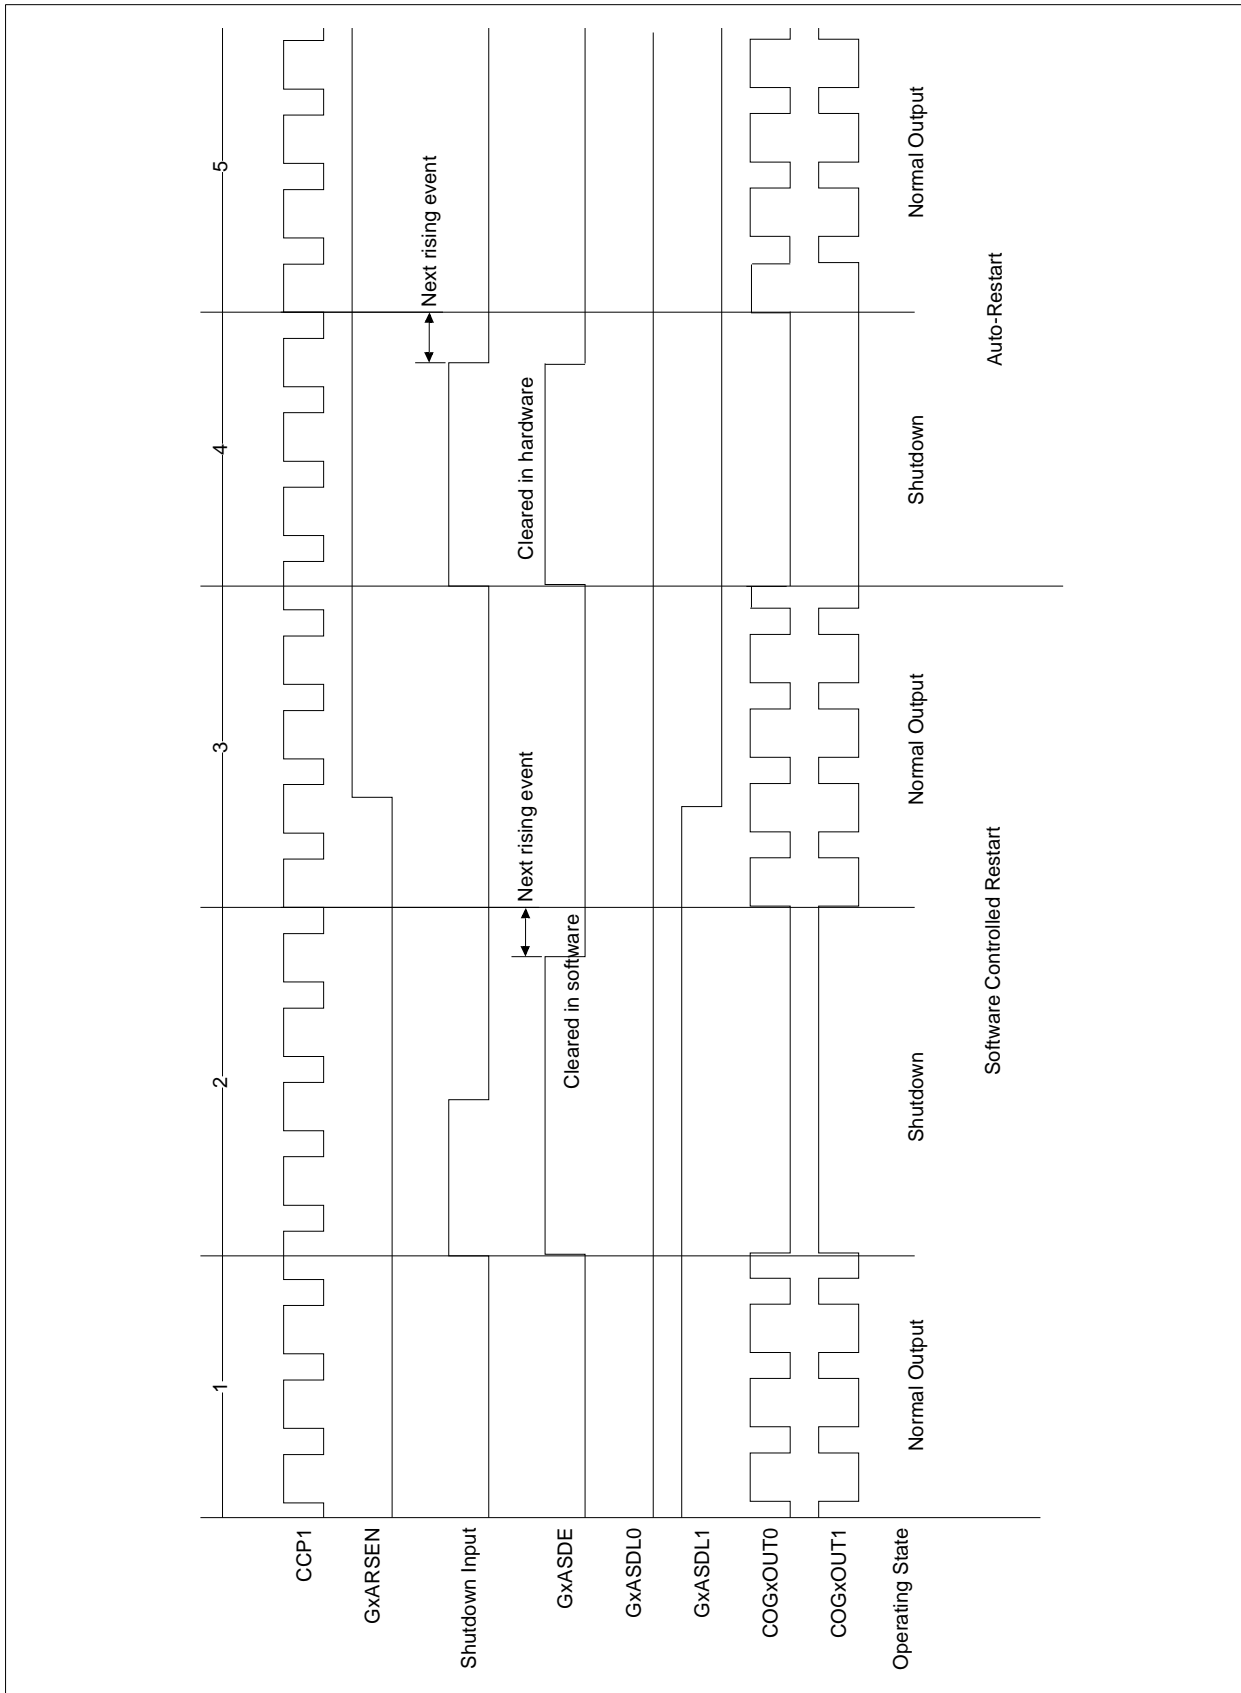 1
2
3
4
5
CCP1
GxARSEN
Next rising event
Shutdown Input
Next rising event
GxASDE
Cleared in software
Cleared in hardware
GxASDL0
GxASDL1
COGxOUT0
COGxOUT1
Operating State
Normal Output
Shutdown
Normal Output
Shutdown
Normal Output
Software Controlled Restart
Auto-Restart